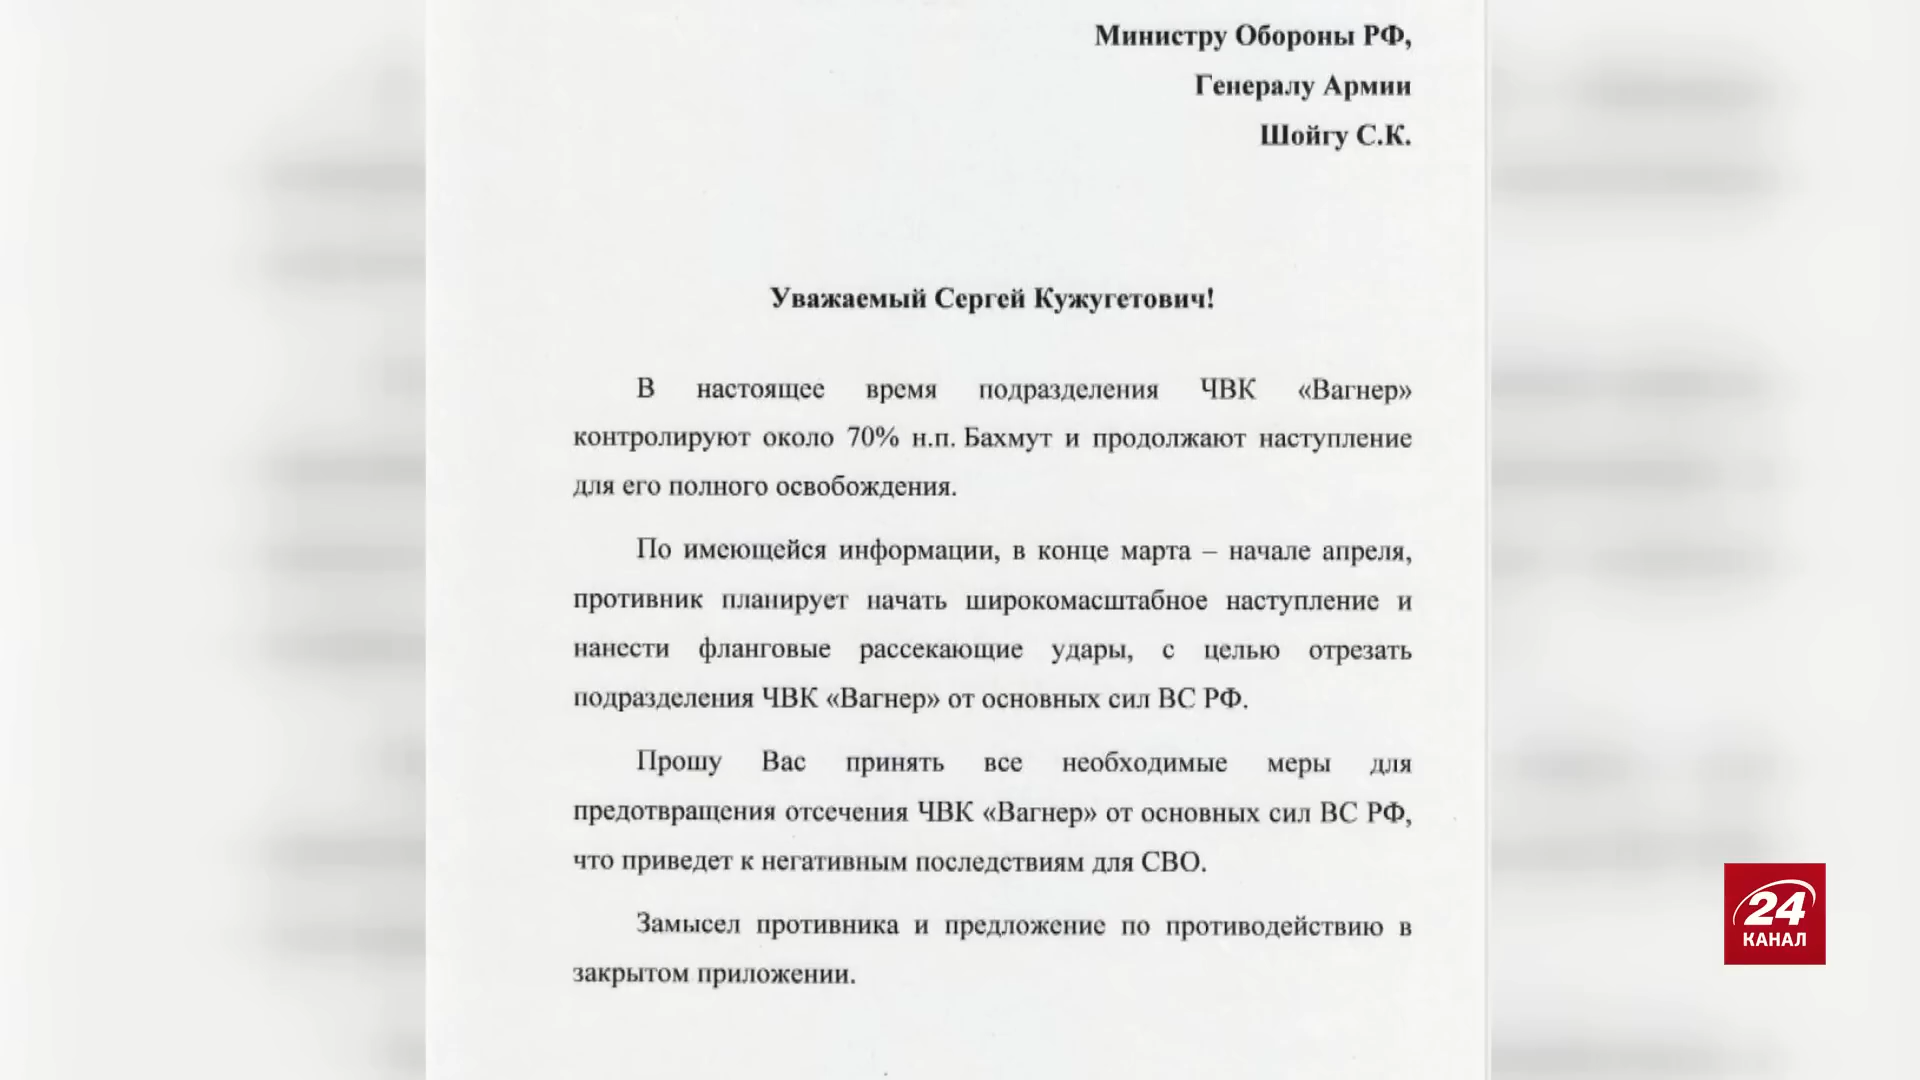 Министру Обороны РФ,
Генералу Армии
Шойгу С.К.
Уважаемый Сергей Кужугетович!
В настоящее время подразделения ЧВК «Вагнер»
контролируют около 70% н.п. Бахмут и продолжают наступление
для его полного освобождения.
По имеющейся информации, в конце марта – начале апреля,
противник планирует начать широкомасштабное наступление и
нанести фланговые рассекающие удары, с целью отрезать
подразделения ЧВК «Вагнер» от основных сил ВС РФ.
Прошу Вас принять все необходимые меры для
предотвращения отсечения ЧВК «Вагнер» от основных сил ВС РФ,
что приведет к негативным последствиям для СВО.
Замысел противника и предложение по противодействию в
закрытом приложении.
24
КАНАЛ